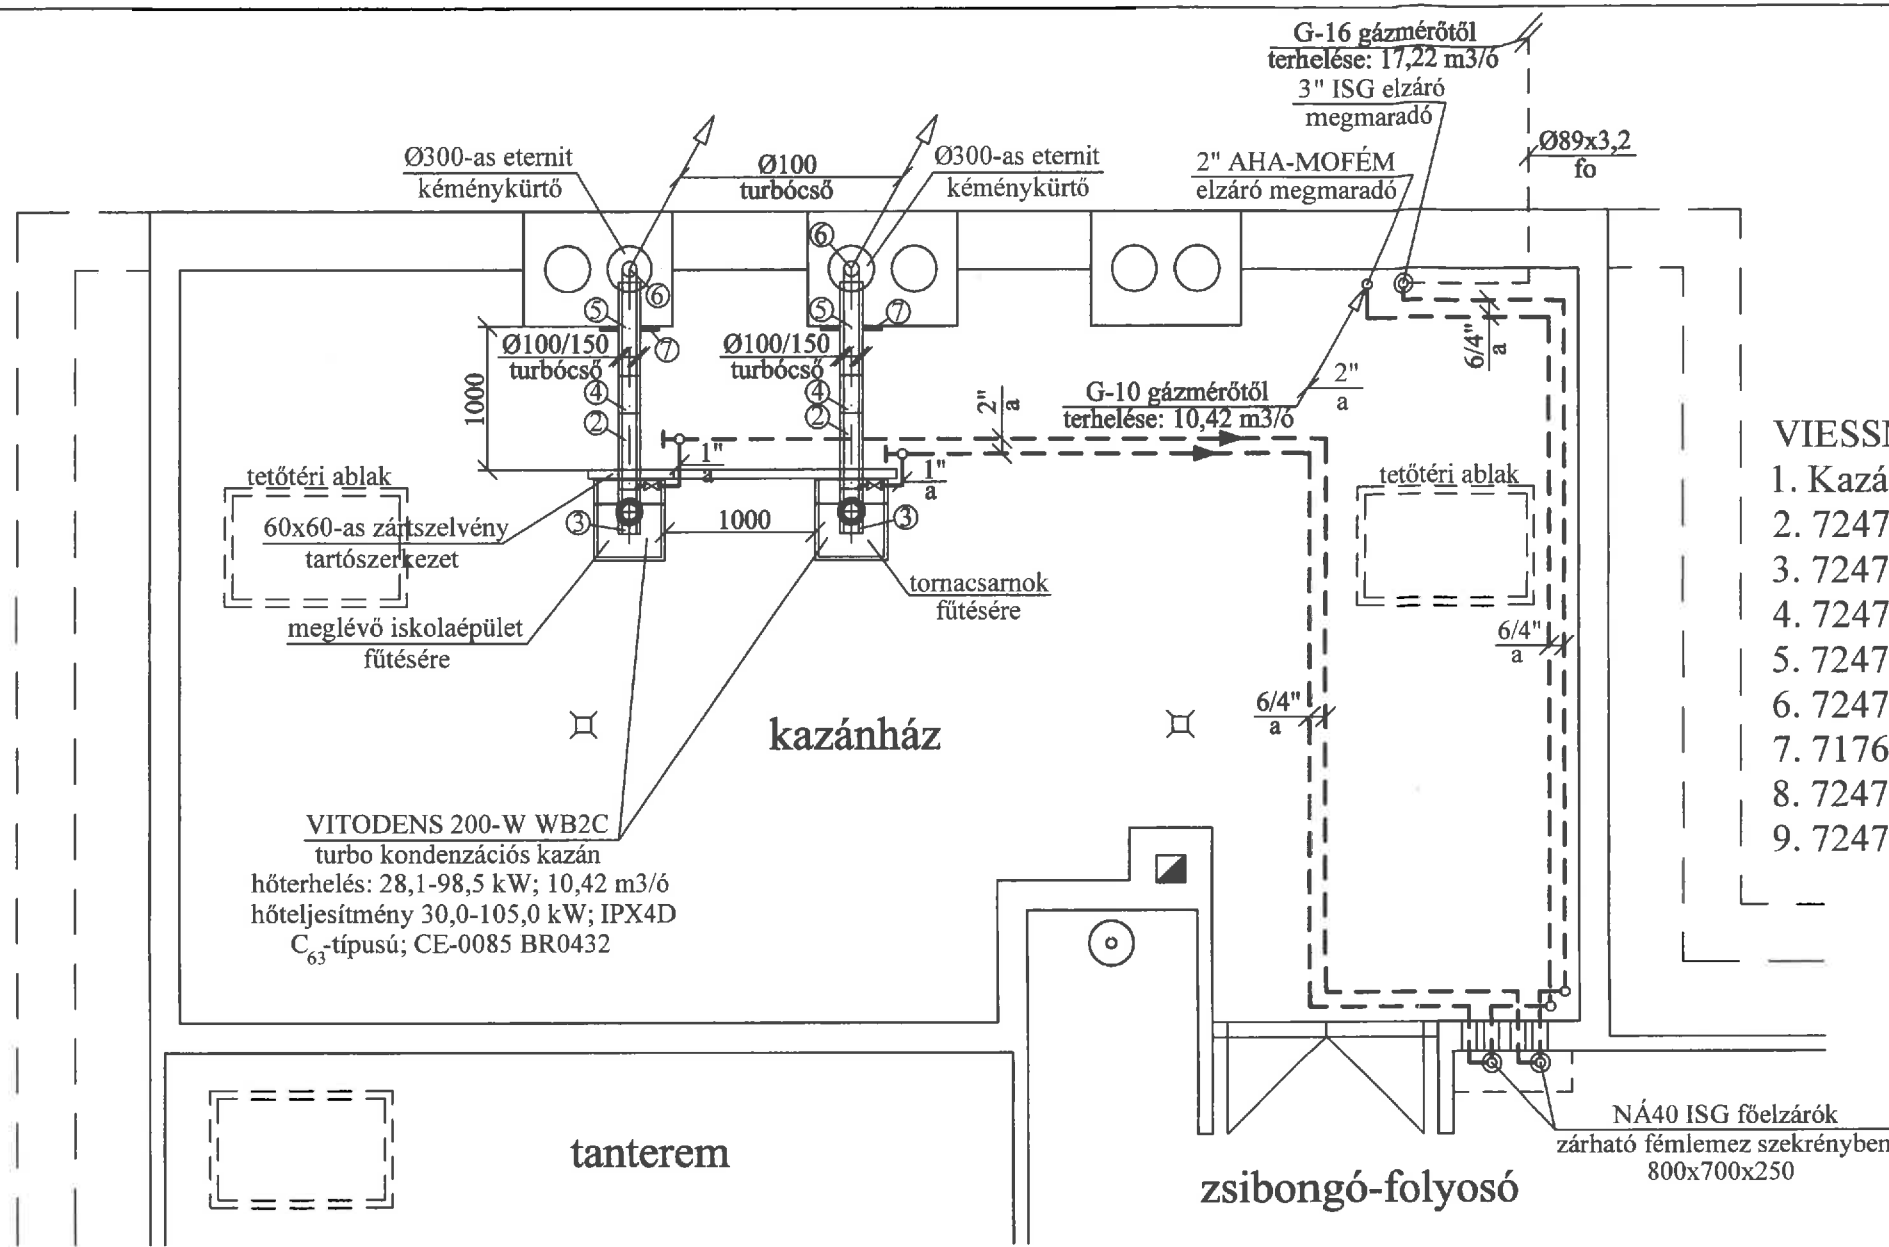 G-16 gázmérőtől
terhelése: 17,22 m3/ó
3" ISG elzáró
megmaradó
Ø89x3,2
fo
2" AHA-MOFÉM
elzáró megmaradó
Ø300-as eternit
kéménykürtő
Ø100
turbócső
Ø300-as eternit
kéménykürtő
6
6
5
7
5
7
Ø100/150
turbócső
Ø100/150
turbócső
1000
4
2
4
2
6/4"
a
2"
a
G-10 gázmérőtől
terhelése: 10,42 m3/ó
2"
a
1"
a
1"
a
tetőtéri ablak
60x60-as zártszelvény
tartószerkezet
3
1000
3
tetőtéri ablak
meglévő iskolaépület
fűtésére
tornacsarnok
fűtésére
6/4"
a
6/4"
a
kazánház
VITODENS 200-W WB2C
turbo kondenzációs kazán
hőterhelés: 28,1-98,5 kW; 10,42 m3/ó
hőteljesítmény 30,0-105,0 kW; IPX4D
C63-típusú; CE-0085 BR0432
1. Kazá
2. 7247
3. 7247
4. 7247
5. 7247
6. 7247
7. 7176
8. 7247
9. 7247
tanterem
zsibongó-folyosó
NÁ40 ISG főelzárók
zárható fémlemez szekrényben
800x700x250